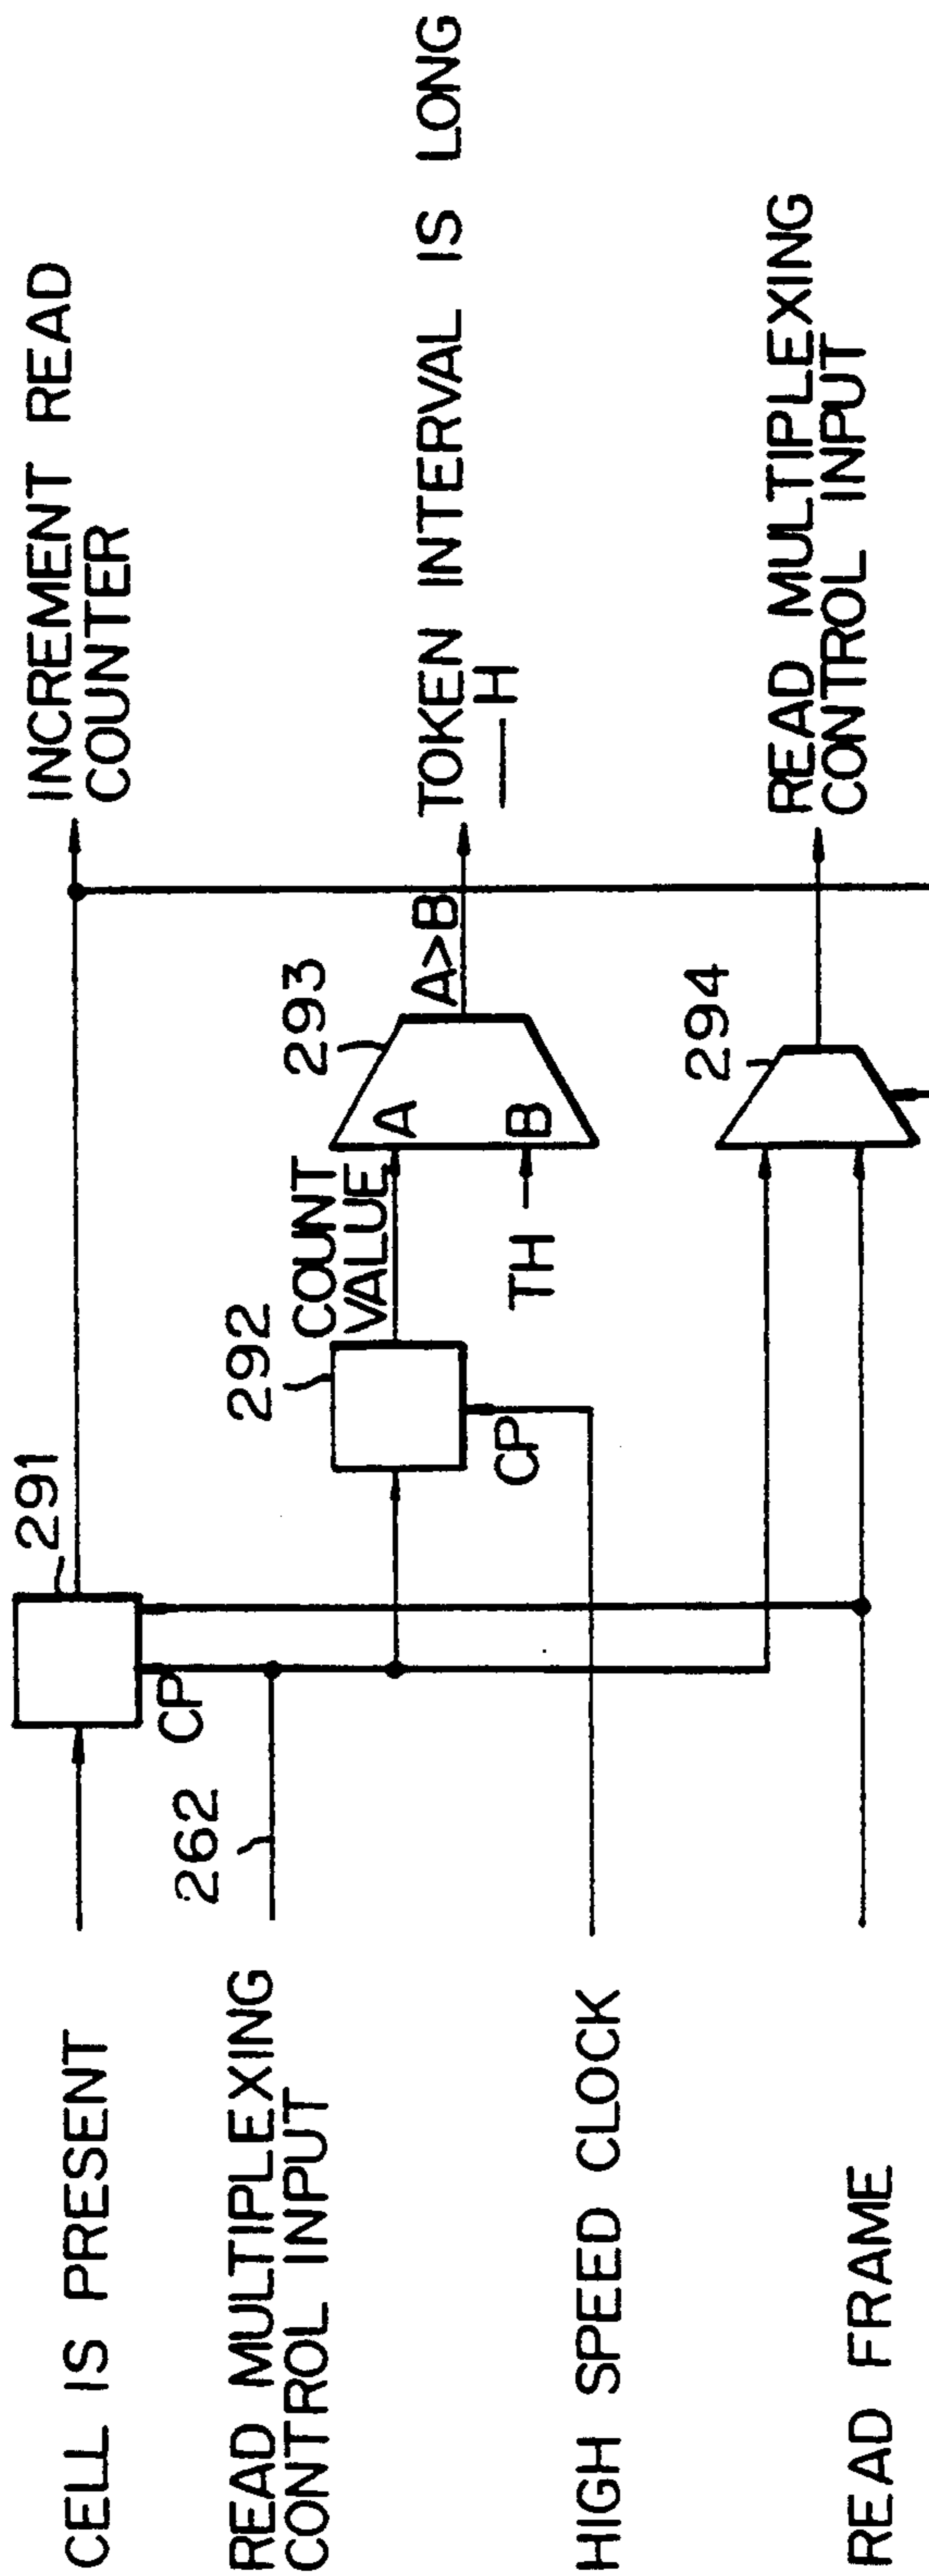 CELL IS PRESENT
291
CP
INCREMENT READ
COUNTER
READ MULTIPLEXING
CONTROL INPUT
262
292
COUNT
VALUE
CP
293
A
B
A>B
TH
TOKEN INTERVAL IS LONG
H
HIGH SPEED CLOCK
294
READ MULTIPLEXING
CONTROL INPUT
READ FRAME